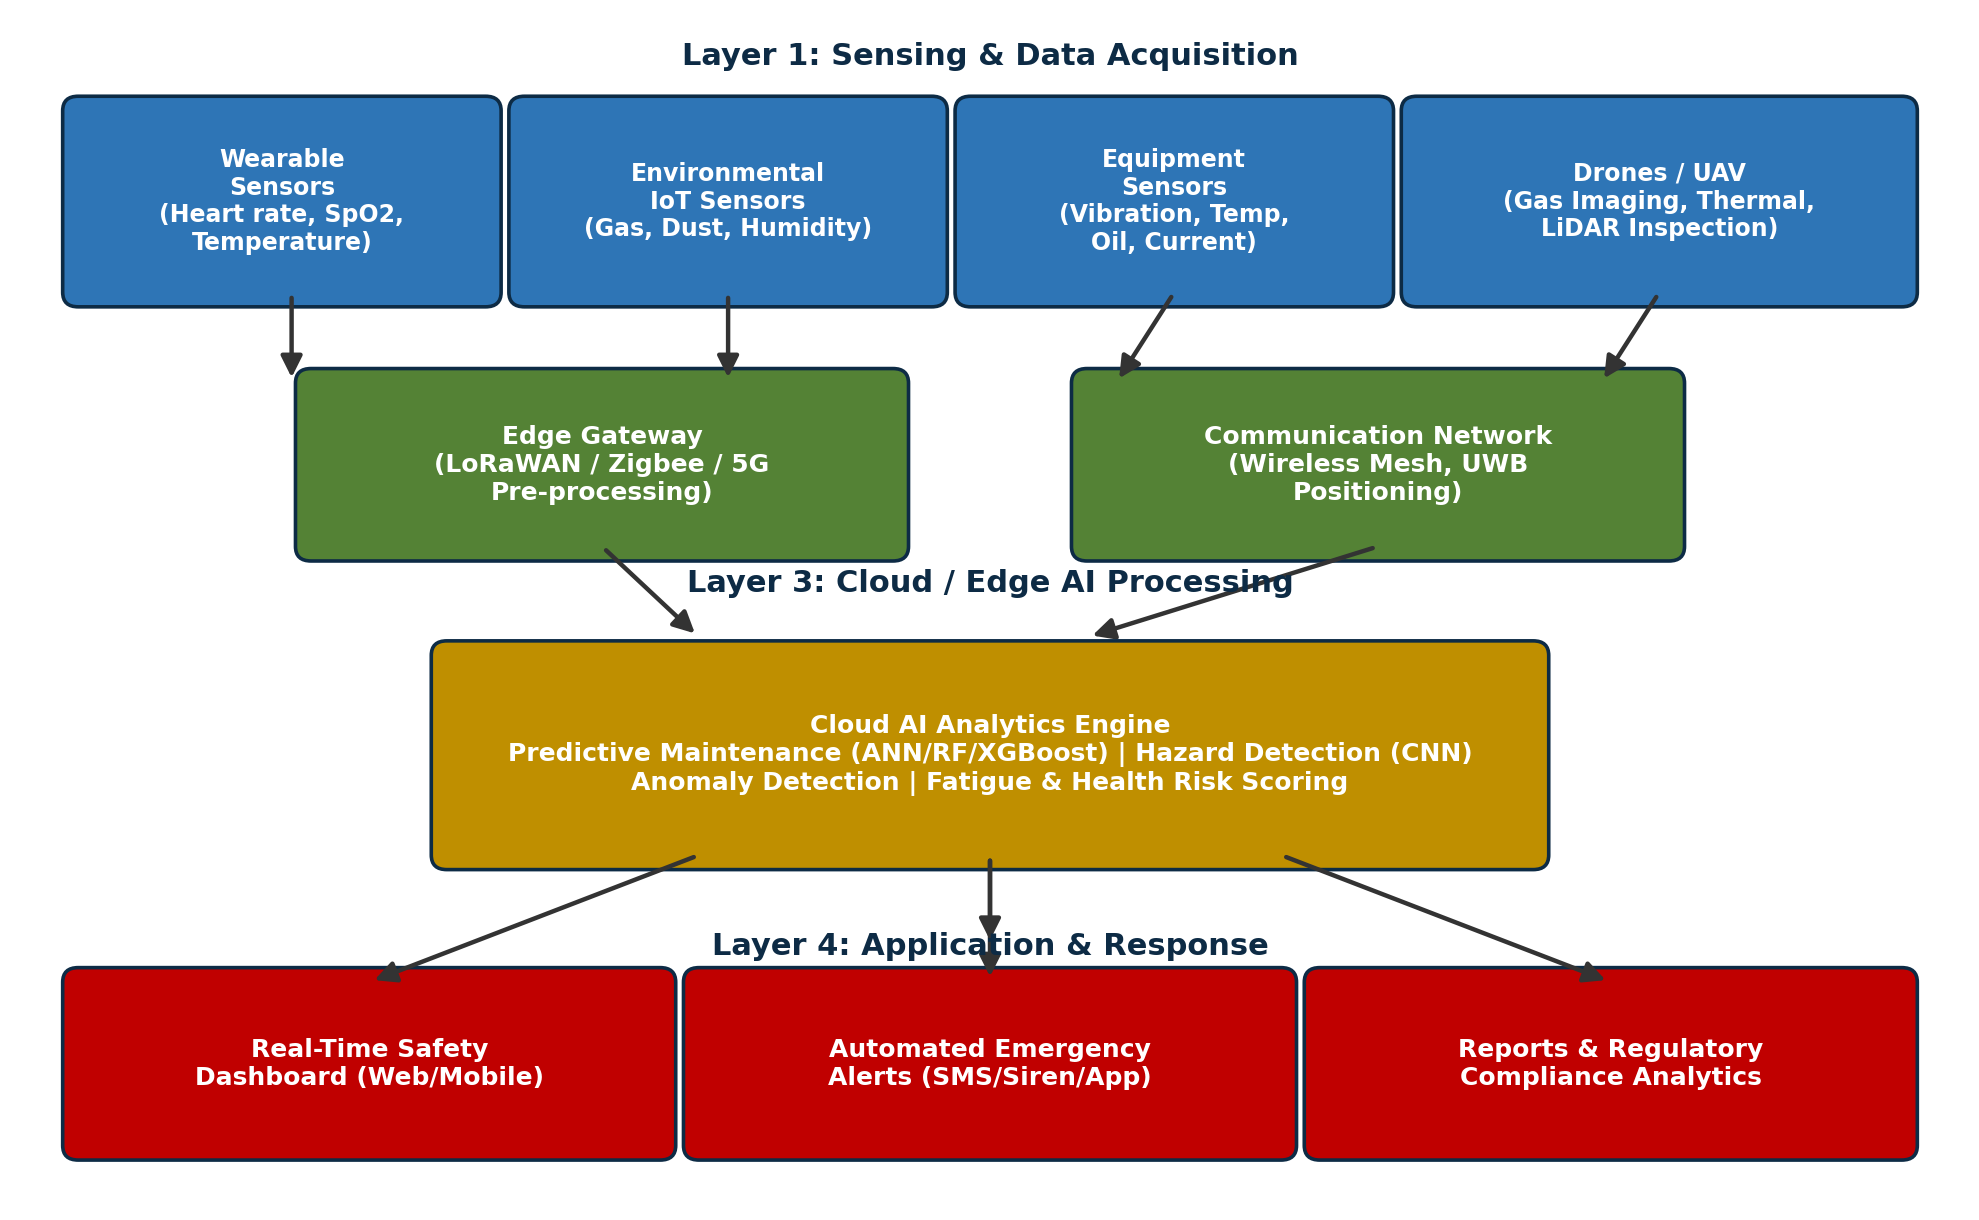 Layer 1: Sensing & Data Acquisition
Wearable
Sensors
(Heart rate, SpO2,
Temperature)
Environmental
IoT Sensors
(Gas, Dust, Humidity)
Equipment
Sensors
(Vibration, Temp,
Oil, Current)
Drones / UAV
(Gas Imaging, Thermal,
LiDAR Inspection)
Edge Gateway
(LoRaWAN / Zigbee / 5G
Pre-processing)
Communication Network
(Wireless Mesh, UWB
Positioning)
Layer 3: Cloud / Edge AI Processing
Cloud AI Analytics Engine
Predictive Maintenance (ANN/RF/XGBoost) | Hazard Detection (CNN)
Anomaly Detection | Fatigue & Health Risk Scoring
Layer 4: Application & Response
Real-Time Safety
Dashboard (Web/Mobile)
Automated Emergency
Alerts (SMS/Siren/App)
Reports & Regulatory
Compliance Analytics